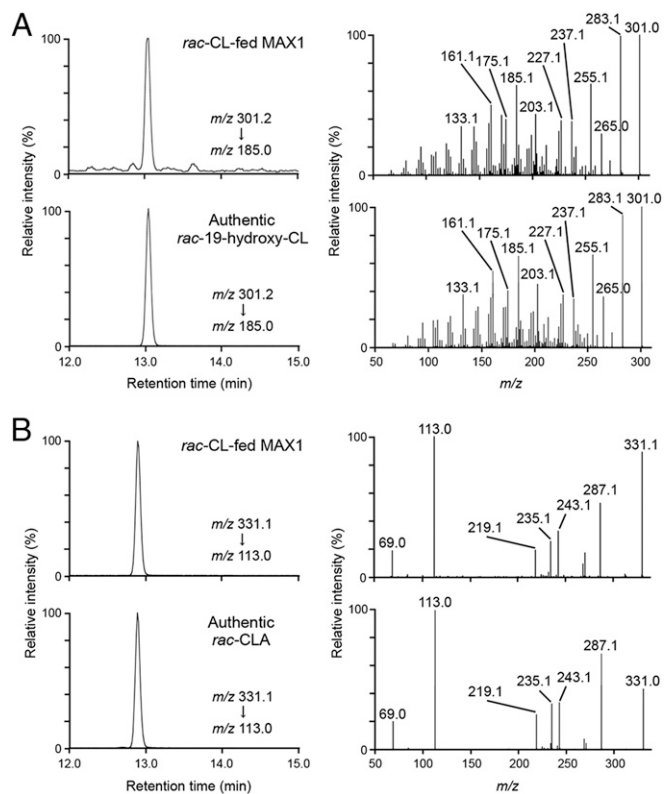 A
rac-CL-fed MAX1
m/z 301.2
↓
m/z 185.0
Relative intensity (%)
100
0
Authentic
rac-19-hydroxy-CL
m/z 301.2
↓
m/z 185.0
Relative intensity (%)
100
0
12.0 13.0 14.0 15.0
Retention time (min)
283.1 301.0
237.1
161.1 175.1 227.1
185.1 255.1
133.1 203.1 265.0
Relative intensity (%)
100
0
283.1 301.0
237.1
161.1 175.1 227.1
185.1 255.1
133.1 203.1 265.0
Relative intensity (%)
100
0
50 100 150 200 250 300
m/z
B
rac-CL-fed MAX1
m/z 331.1
↓
m/z 113.0
Relative intensity (%)
100
0
Authentic
rac-CLA
m/z 331.1
↓
m/z 113.0
Relative intensity (%)
100
0
12.0 13.0 14.0 15.0
Retention time (min)
113.0 331.1
287.1
235.1 243.1
219.1
69.0
Relative intensity (%)
100
0
113.0
287.1
235.1 243.1 331.0
219.1
69.0
Relative intensity (%)
100
0
50 100 150 200 250 300
m/z